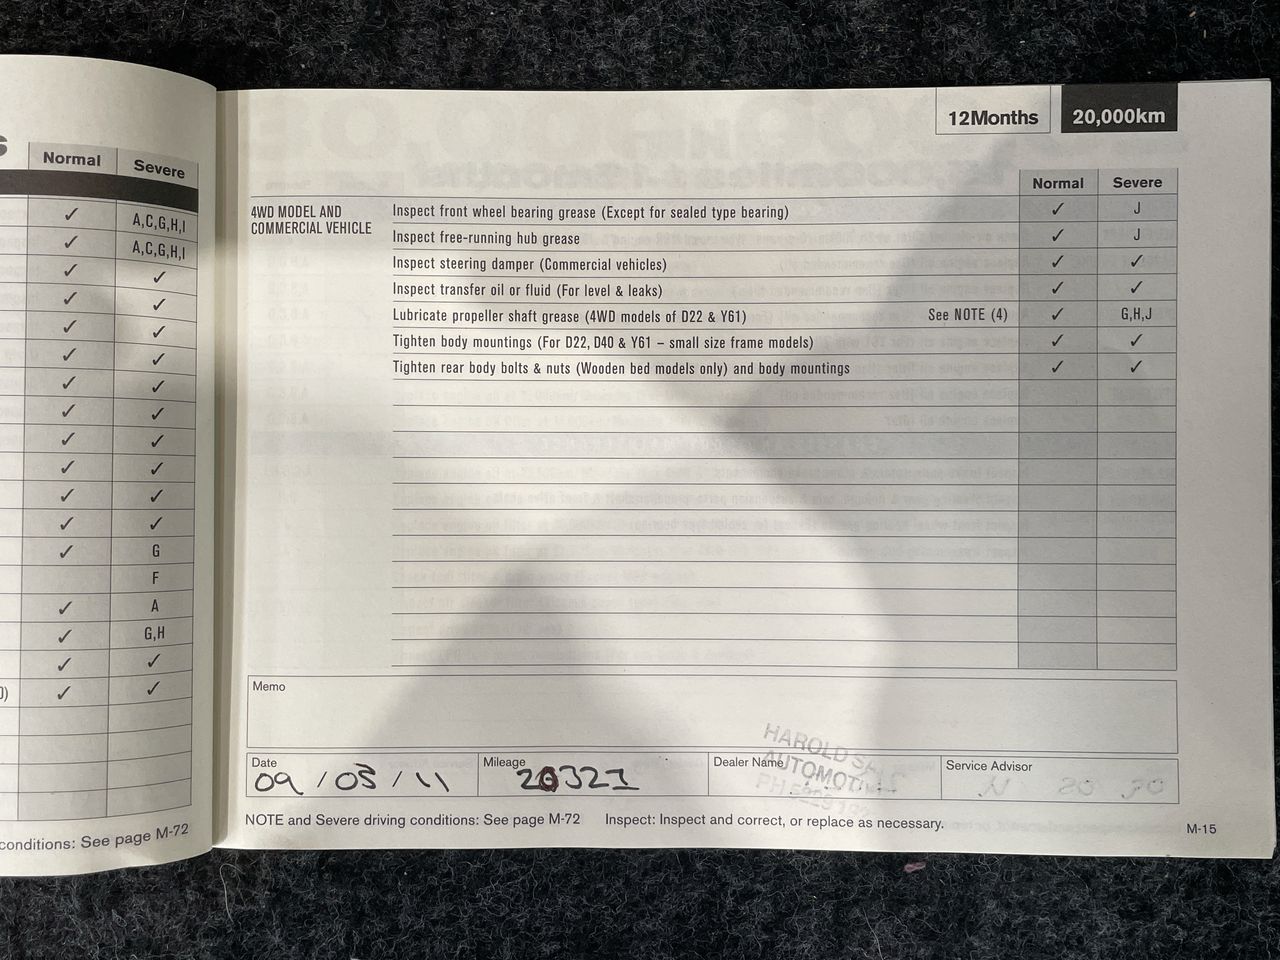 S
Normal Severe
✓ A,C,G,H,I
✓ A,C,G,H,I
✓ ✓
✓ ✓
✓ ✓
✓ ✓
✓ ✓
✓ ✓
✓ ✓
✓ ✓
✓ ✓
✓ ✓
✓ G
F
✓ A
✓ G,H
✓ ✓
✓ ✓
conditions: See page M-72
12Months 20,000km
Normal Severe
4WD MODEL AND
COMMERCIAL VEHICLE
Inspect front wheel bearing grease (Except for sealed type bearing) ✓ J
Inspect free-running hub grease ✓ J
Inspect steering damper (Commercial vehicles) ✓ ✓
Inspect transfer oil or fluid (For level & leaks) ✓ ✓
Lubricate propeller shaft grease (4WD models of D22 & Y61) See NOTE (4) ✓ G,H,J
Tighten body mountings (For D22, D40 & Y61 – small size frame models) ✓ ✓
Tighten rear body bolts & nuts (Wooden bed models only) and body mountings ✓ ✓
Memo
Date Mileage Dealer Name Service Advisor
09 / 03 / 11 20321
HAROLD
AUTOMOTIVE
PH
NOTE and Severe driving conditions: See page M-72 Inspect: Inspect and correct, or replace as necessary.
M-15